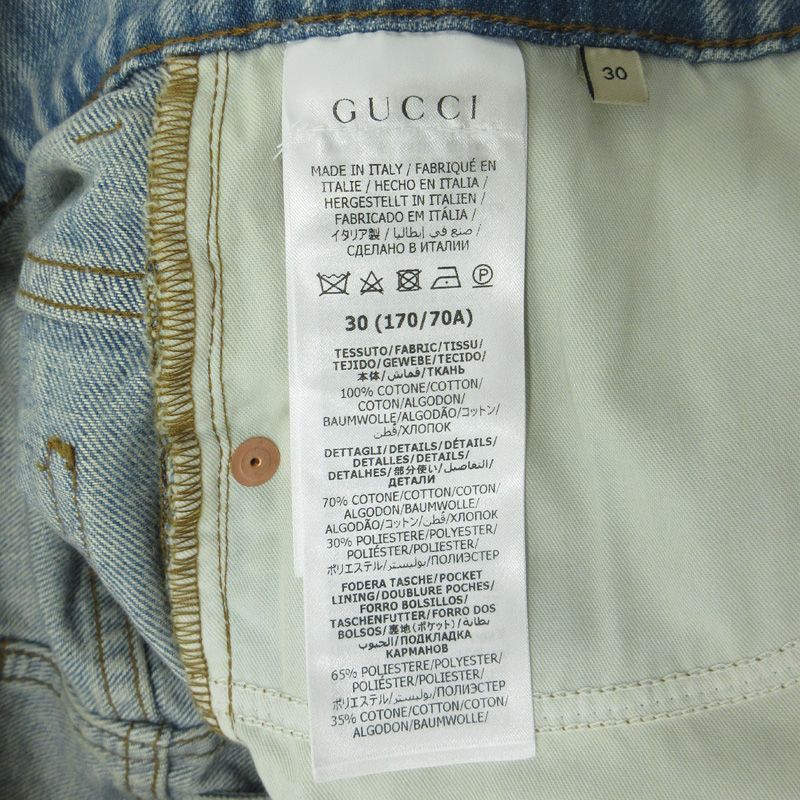 30
GUCCI
MADE IN ITALY / FABRIQUÉ EN
ITALIE / HECHO EN ITALIA /
HERGESTELLT IN ITALIEN /
FABRICADO EM ITÁLIA /
イタリア製 / صنع في إيطاليا /
СДЕЛАНО В ИТАЛИИ
P
30 (170/70A)
TESSUTO/FABRIC/TISSU/
TEJIDO/GEWEBE/TECIDO/
本体/قماش/ТКАНЬ
100% COTONE/COTTON/
COTON/ALGODON/
BAUMWOLLE/ALGODÃO/コットン/
قُطن/ХЛОПОК
DETTAGLI/DETAILS/DÉTAILS/
DETALLES/DETAILS/
DETALHES/部分使い/التفاصيل/
ДЕТАЛИ
70% COTONE/COTTON/COTON/
ALGODON/BAUMWOLLE/
ALGODÃO/コットン/قُطن/ХЛОПОК
30% POLIESTERE/POLYESTER/
POLYESTER/POLIÉSTER/
POLIÉSTER/POLIESTER/
ポリエステル/بوليستر/ПОЛИЭСТЕР
FODERA TASCHE/POCKET
LINING/DOUBLURE POCHES/
FORRO BOLSILLOS/
TASCHENFUTTER/FORRO DOS
BOLSOS/裏地(ポケット)/بطانة
الجيوب/ПОДКЛАДКА
КАРМАНОВ
65% POLIESTERE/POLYESTER/
POLYESTER/POLIÉSTER/
ポリエステル/بوليستر/ПОЛИЭСТЕР
35% COTONE/COTTON/COTON/
ALGODON/BAUMWOLLE/